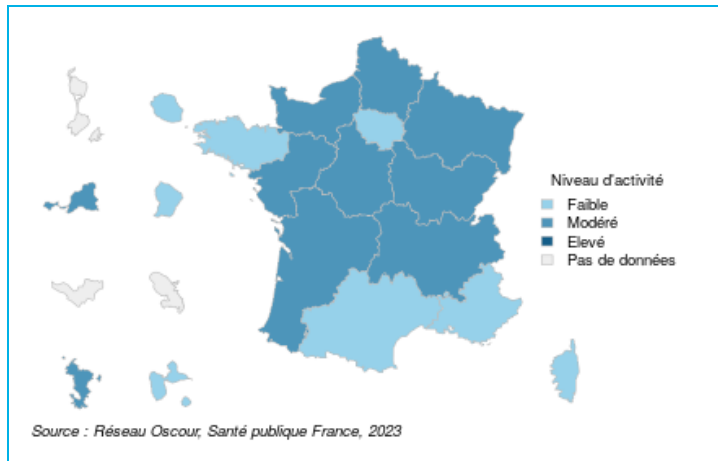 Niveau d'activité
Faible
Modéré
Elevé
Pas de données
Source : Réseau Oscour, Santé publique France, 2023